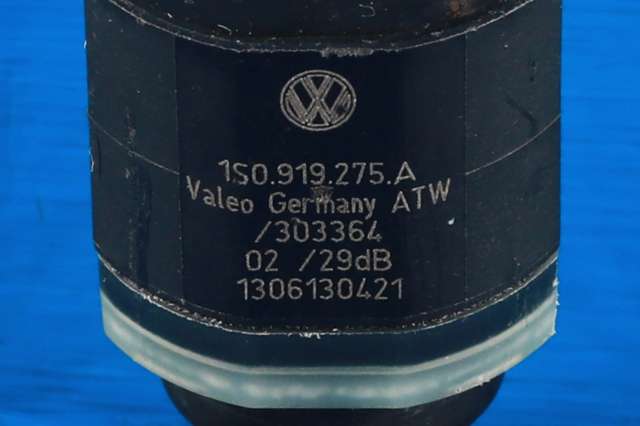 1S0.919.275.A
Valeo Germany ATW
/303364
02 /29dB
1306130421